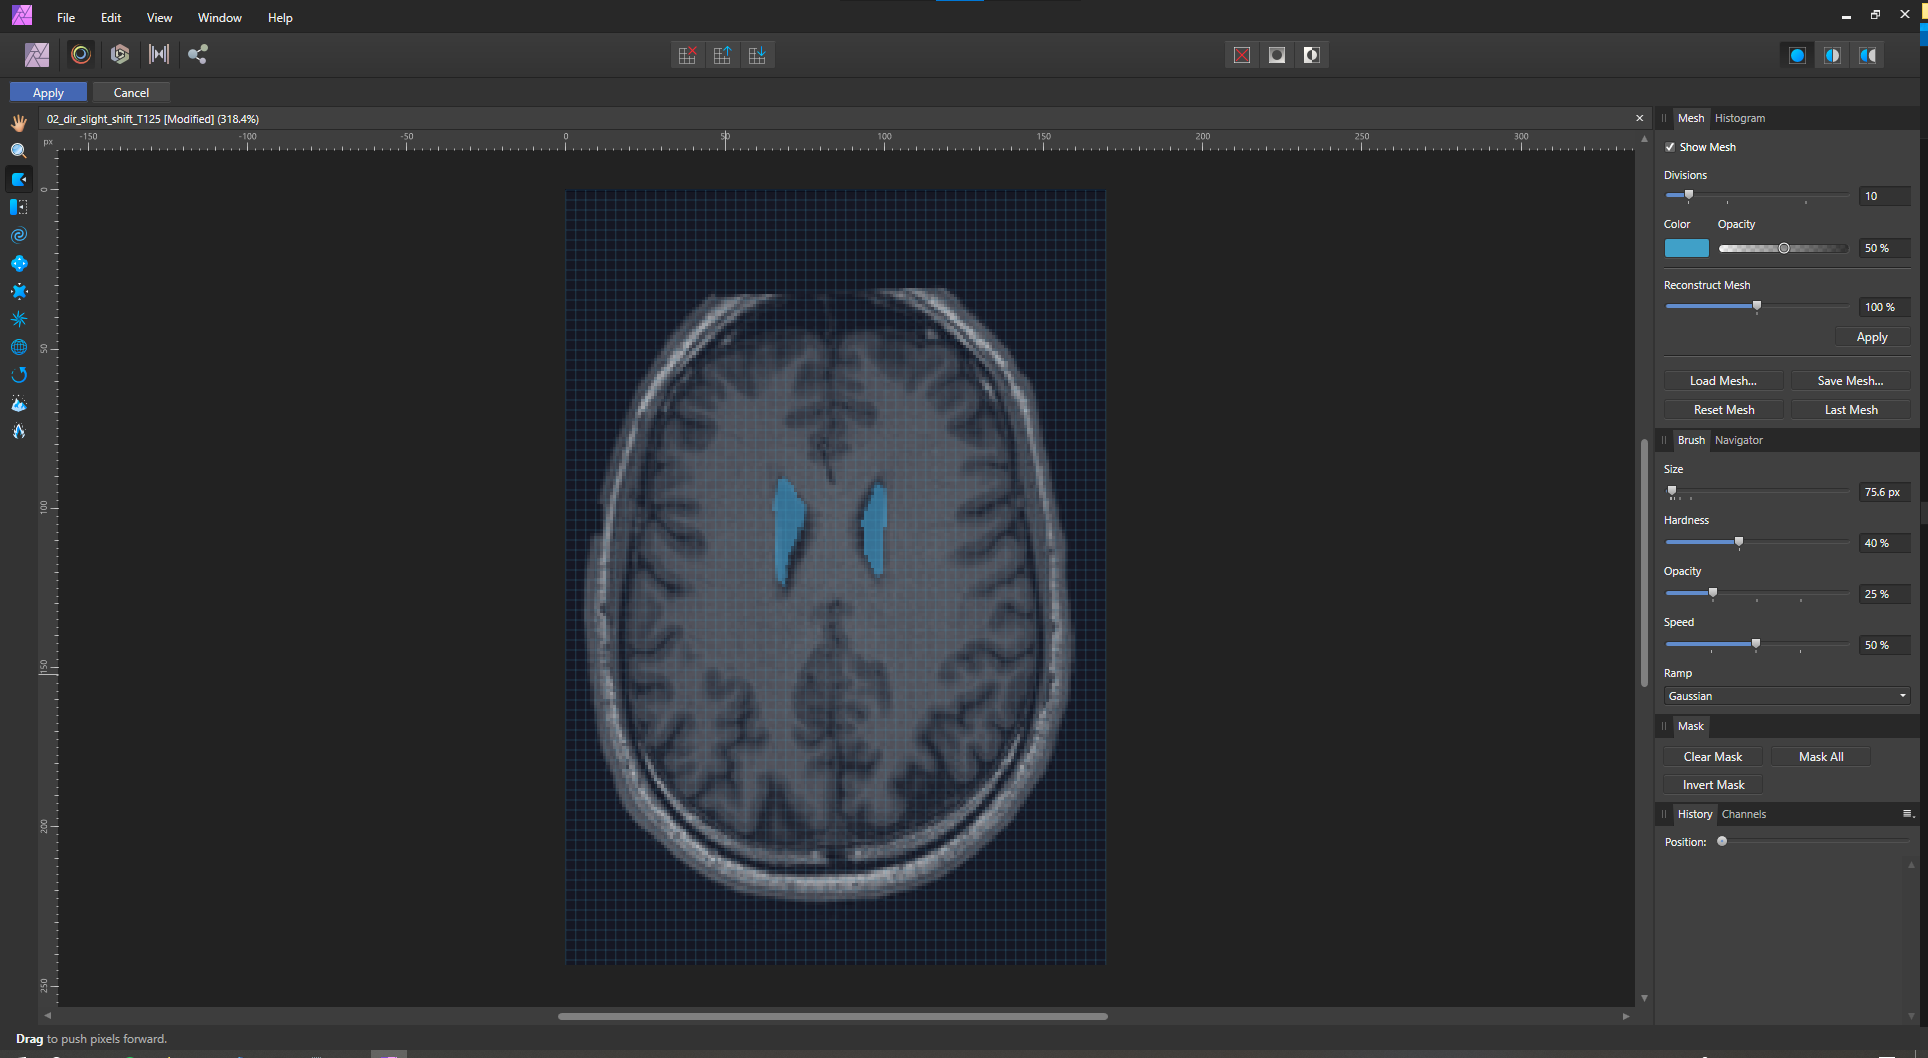 File Edit View Window Help
Apply Cancel
02_dir_slight_shift_T125 [Modified] (318.4%)
px
-150 -100 -50 0 50 100 150 200 250 300
0
50
100
150
200
250
Mesh Histogram
Show Mesh
Divisions
10
Color Opacity
50 %
Reconstruct Mesh
100 %
Apply
Load Mesh... Save Mesh...
Reset Mesh Last Mesh
Brush Navigator
Size
75.6 px
Hardness
40 %
Opacity
25 %
Speed
50 %
Ramp
Gaussian
Mask
Clear Mask Mask All
Invert Mask
History Channels
Position:
Drag to push pixels forward.